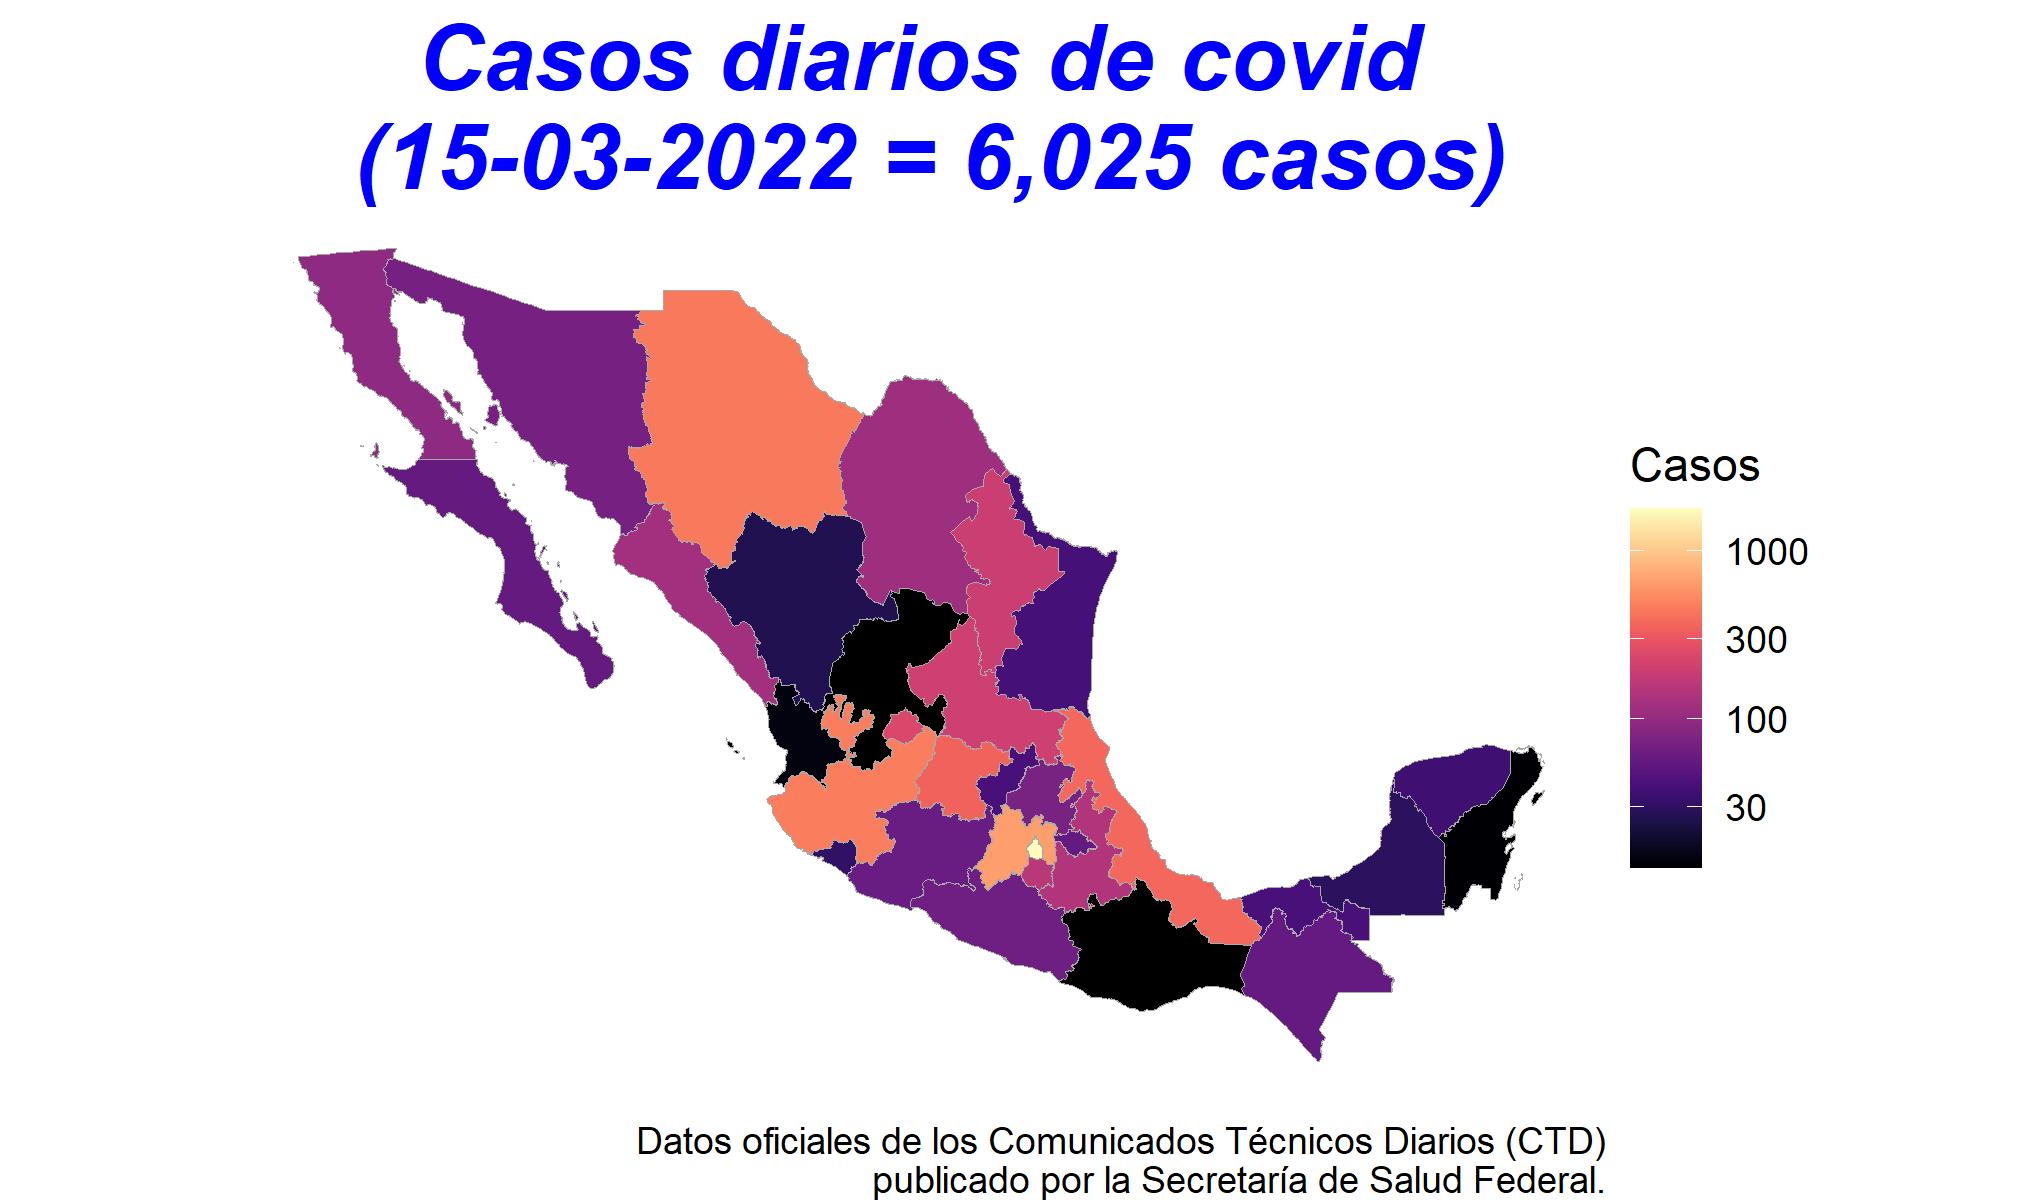 Casos diarios de covid
(15-03-2022 = 6,025 casos)
Casos
1000
300
100
30
Datos oficiales de los Comunicados Técnicos Diarios (CTD)
publicado por la Secretaría de Salud Federal.